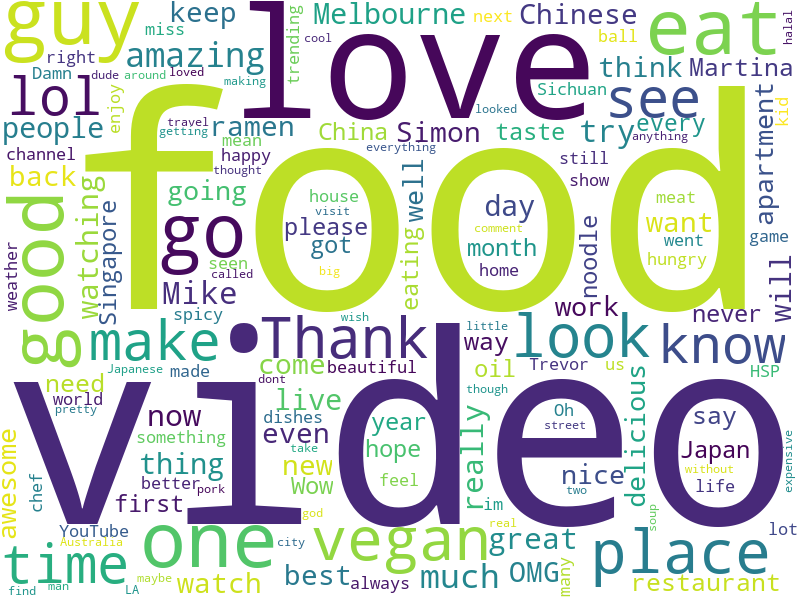 guy
keep
miss
love
Melbourne
next
Chinese
eat
halal
right
amazing
trending
cool
ball
think
Martina
Damn
dude
around
loved
making
lol
enjoy
Sichuan
see
kid
people
travel
getting
ramen
looked
China
Simon
taste
try
every
anything
channel
mean
happy
thought
everything
still
apartment
back
Watching
going
food
house
visit
please
got
well
day
show
meat
want
went
game
good
Singapore
go
seen
called
eating
comment
month
home
noodle
hungry
will
weather
Mike
big
spicy
wish
work
never
make
Thank
little
way
look
know
Japanese
made
come
beautiful
oil
Trevor
us
HSP
need
world
pretty
dont
live
though
delicious
video
now
something
even
dishes
take
year
hope
feel
really
Oh
street
say
Japan
without
life
expensive
awesome
chef
thing
better
pork
new
Wow
im
nice
two
first
god
real
soup
YouTube
Australia
one
city
vegan
great
many
place
lot
time
find
man
LA
maybe
watch
best
always
much
OMG
restaurant